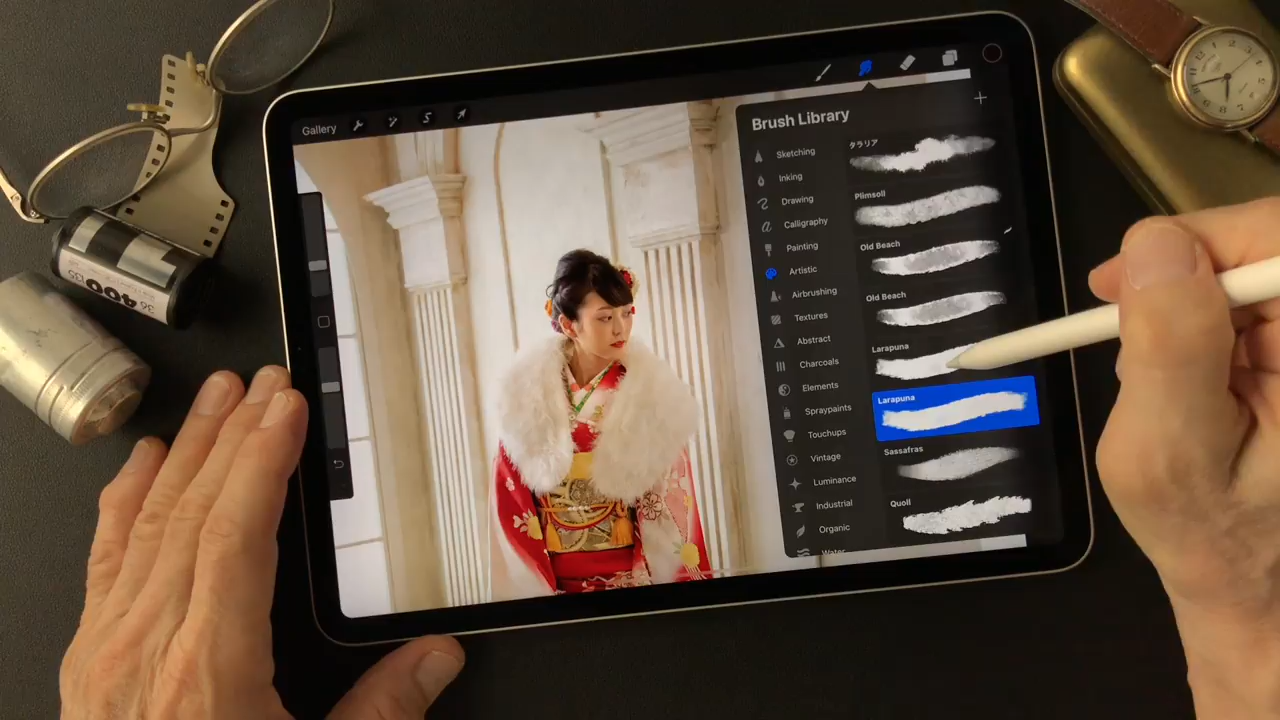 Gallery
Brush Library
Sketching
Inking
Drawing
Calligraphy
Painting
Artistic
Airbrushing
Textures
Abstract
Charcoals
Elements
Spraypaints
Touchups
Vintage
Luminance
Industrial
Organic
Water
タラリア
Plimsoll
Old Beach
Old Beach
Larapuna
Larapuna
Sassafras
Quoll
400
36